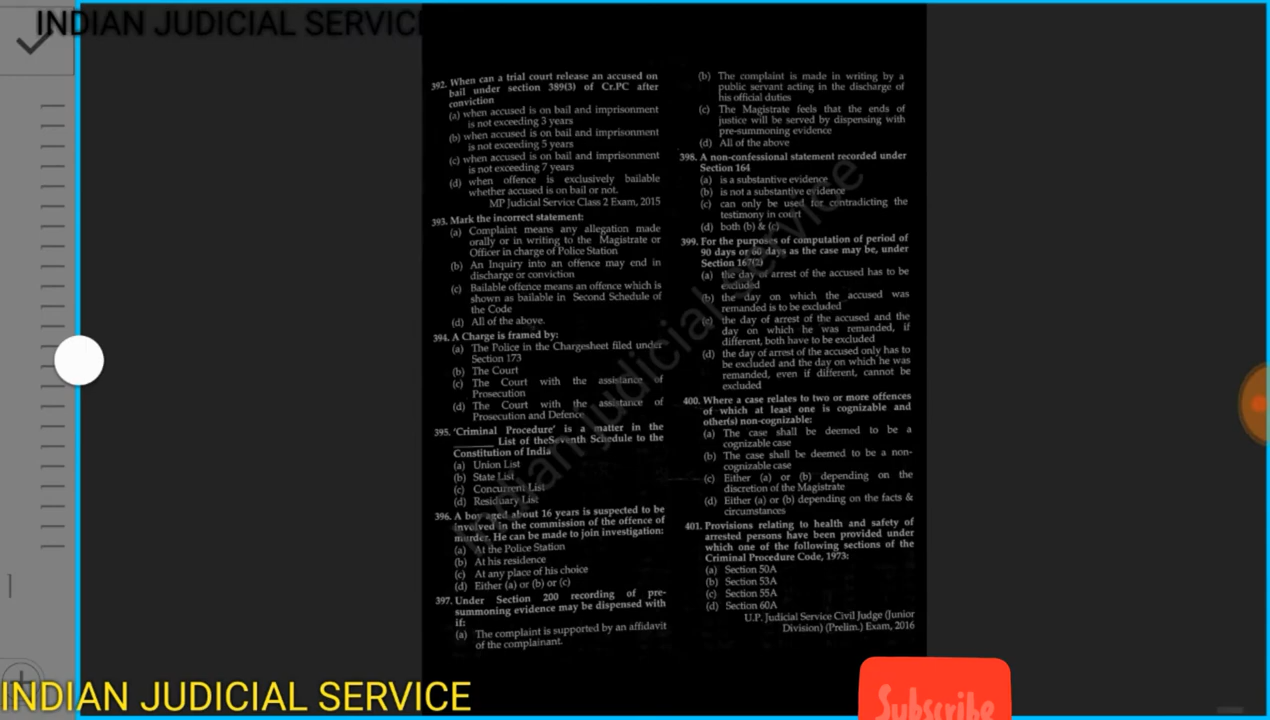 INDIAN JUDICIAL SERVICE
392. When can a trial court release an accused on
bail under section 389(3) of Cr.PC after
conviction
(a) when accused is on bail and imprisonment
is not exceeding 3 years
(b) when accused is on bail and imprisonment
is not exceeding 5 years
(c) when accused is on bail and imprisonment
is not exceeding 7 years
(d) when offence is exclusively bailable
whether accused is on bail or not.
MP Judicial Service Class 2 Exam, 2015
393. Mark the incorrect statement:
(a) Complaint means any allegation made
orally or in writing to the Magistrate or
Officer in charge of Police Station
(b) An Inquiry into an offence may end in
discharge or conviction
(c) Bailable offence means an offence which is
shown as bailable in Second Schedule of
the Code
(d) All of the above.
394. A Charge is framed by:
(a) The Police in the Chargesheet filed under
Section 173
(b) The Court
(c) The Court with the assistance of
Prosecution
(d) The Court with the assistance of
Prosecution and Defence
395. 'Criminal Procedure' is a matter in the
_______ List of theSeventh Schedule to the
Constitution of India
(a) Union List
(b) State List
(c) Concurrent List
(d) Residuary List
396. A boy aged about 16 years is suspected to be
involved in the commission of the offence of
murder. He can be made to join investigation:
(a) At the Police Station
(b) At his residence
(c) At any place of his choice
(d) Either (a) or (b) or (c)
397. Under Section 200 recording of pre-
summoning evidence may be dispensed with
if:
(a) The complaint is supported by an affidavit
of the complainant.
(b) The complaint is made in writing by a
public servant acting in the discharge of
his official duties
(c) The Magistrate feels that the ends of
justice will be served by dispensing with
pre-summoning evidence
(d) All of the above
398. A non-confessional statement recorded under
Section 164
(a) is a substantive evidence
(b) is not a substantive evidence
(c) can only be used for contradicting the
testimony in court
(d) both (b) & (c)
399. For the purposes of computation of period of
90 days or 60 days as the case may be, under
Section 167(2)
(a) the day of arrest of the accused has to be
excluded
(b) the day on which the accused was
remanded is to be excluded
(c) the day of arrest of the accused and the
day on which he was remanded, if
different, both have to be excluded
(d) the day of arrest of the accused only has to
be excluded and the day on which he was
remanded, even if different, cannot be
excluded
400. Where a case relates to two or more offences
of which at least one is cognizable and
other(s) non-cognizable:
(a) The case shall be deemed to be a
cognizable case
(b) The case shall be deemed to be a non-
cognizable case
(c) Either (a) or (b) depending on the
discretion of the Magistrate
(d) Either (a) or (b) depending on the facts &
circumstances
401. Provisions relating to health and safety of
arrested persons have been provided under
which one of the following sections of the
Criminal Procedure Code, 1973:
(a) Section 50A
(b) Section 53A
(c) Section 55A
(d) Section 60A
U.P. Judicial Service Civil Judge (Junior
Division) (Prelim.) Exam, 2016
Indian Judicial Service
INDIAN JUDICIAL SERVICE
Subscribe